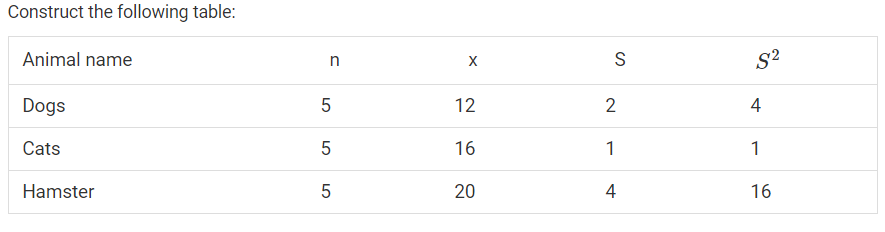 Construct the following table:
Animal name n x S S²
Dogs 5 12 2 4
Cats 5 16 1 1
Hamster 5 20 4 16